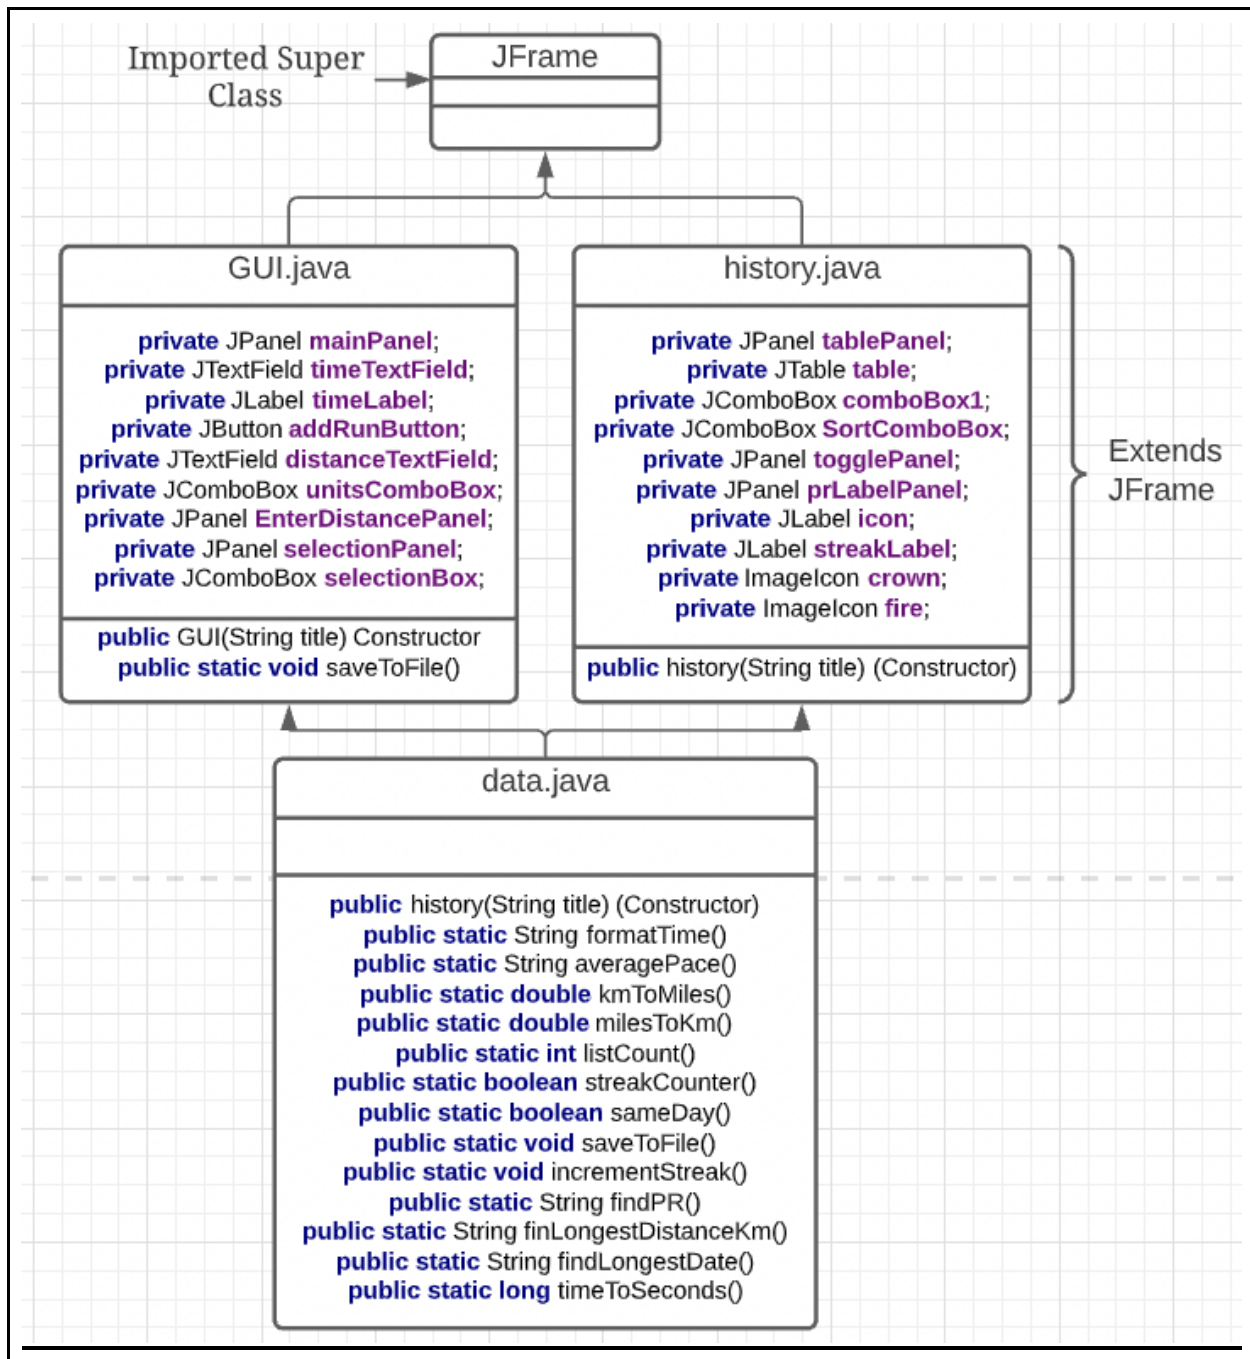 Imported Super
Class
JFrame
GUI.java
private JPanel mainPanel;
private JTextField timeTextField;
private JLabel timeLabel;
private JButton addRunButton;
private JTextField distanceTextField;
private JComboBox unitsComboBox;
private JPanel EnterDistancePanel;
private JPanel selectionPanel;
private JComboBox selectionBox;
public GUI(String title) Constructor
public static void saveToFile()
history.java
private JPanel tablePanel;
private JTable table;
private JComboBox comboBox1;
private JComboBox SortComboBox;
private JPanel togglePanel;
private JPanel prLabelPanel;
private JLabel icon;
private JLabel streakLabel;
private ImageIcon crown;
private ImageIcon fire;
public history(String title) (Constructor)
Extends
JFrame
data.java
public history(String title) (Constructor)
public static String formatTime()
public static String averagePace()
public static double kmToMiles()
public static double milesToKm()
public static int listCount()
public static boolean streakCounter()
public static boolean sameDay()
public static void saveToFile()
public static void incrementStreak()
public static String findPR()
public static String finLongestDistanceKm()
public static String findLongestDate()
public static long timeToSeconds()